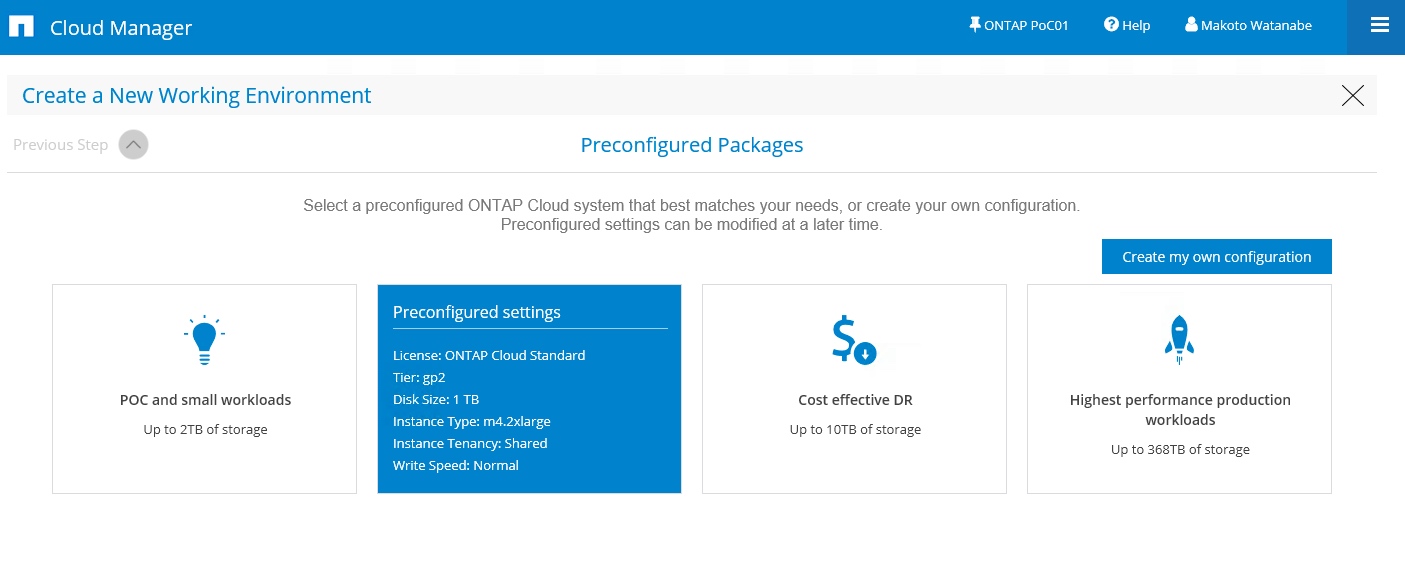 Cloud Manager
ONTAP PoC01
Help
Makoto Watanabe
Create a New Working Environment
Previous Step
Preconfigured Packages
Select a preconfigured ONTAP Cloud system that best matches your needs, or create your own configuration.
Preconfigured settings can be modified at a later time.
Create my own configuration
POC and small workloads
Up to 2TB of storage
Preconfigured settings
License: ONTAP Cloud Standard
Tier: gp2
Disk Size: 1 TB
Instance Type: m4.2xlarge
Instance Tenancy: Shared
Write Speed: Normal
Cost effective DR
Up to 10TB of storage
Highest performance production
workloads
Up to 368TB of storage